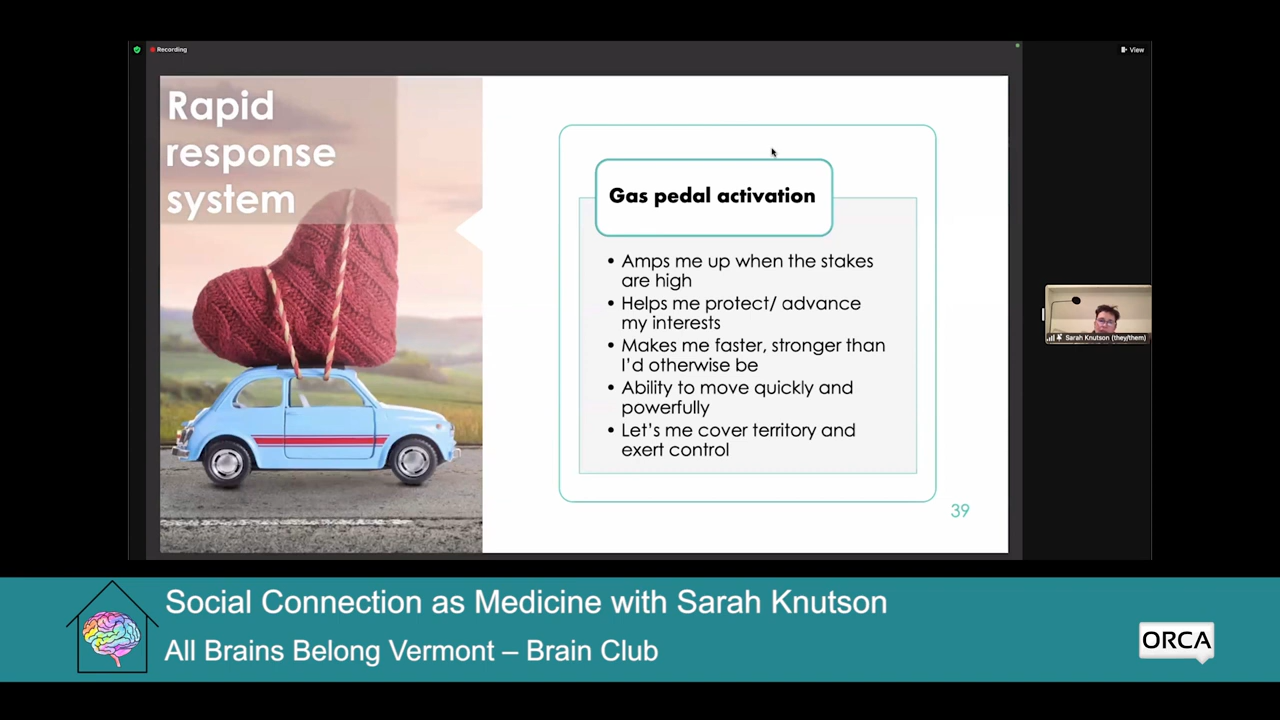 Recording
View
Rapid
response
system
Gas pedal activation
• Amps me up when the stakes
are high
• Helps me protect/ advance
my interests
• Makes me faster, stronger than
I'd otherwise be
• Ability to move quickly and
powerfully
• Let's me cover territory and
exert control
39
Sarah Knutson (they/them)
Social Connection as Medicine with Sarah Knutson
All Brains Belong Vermont – Brain Club
ORCA